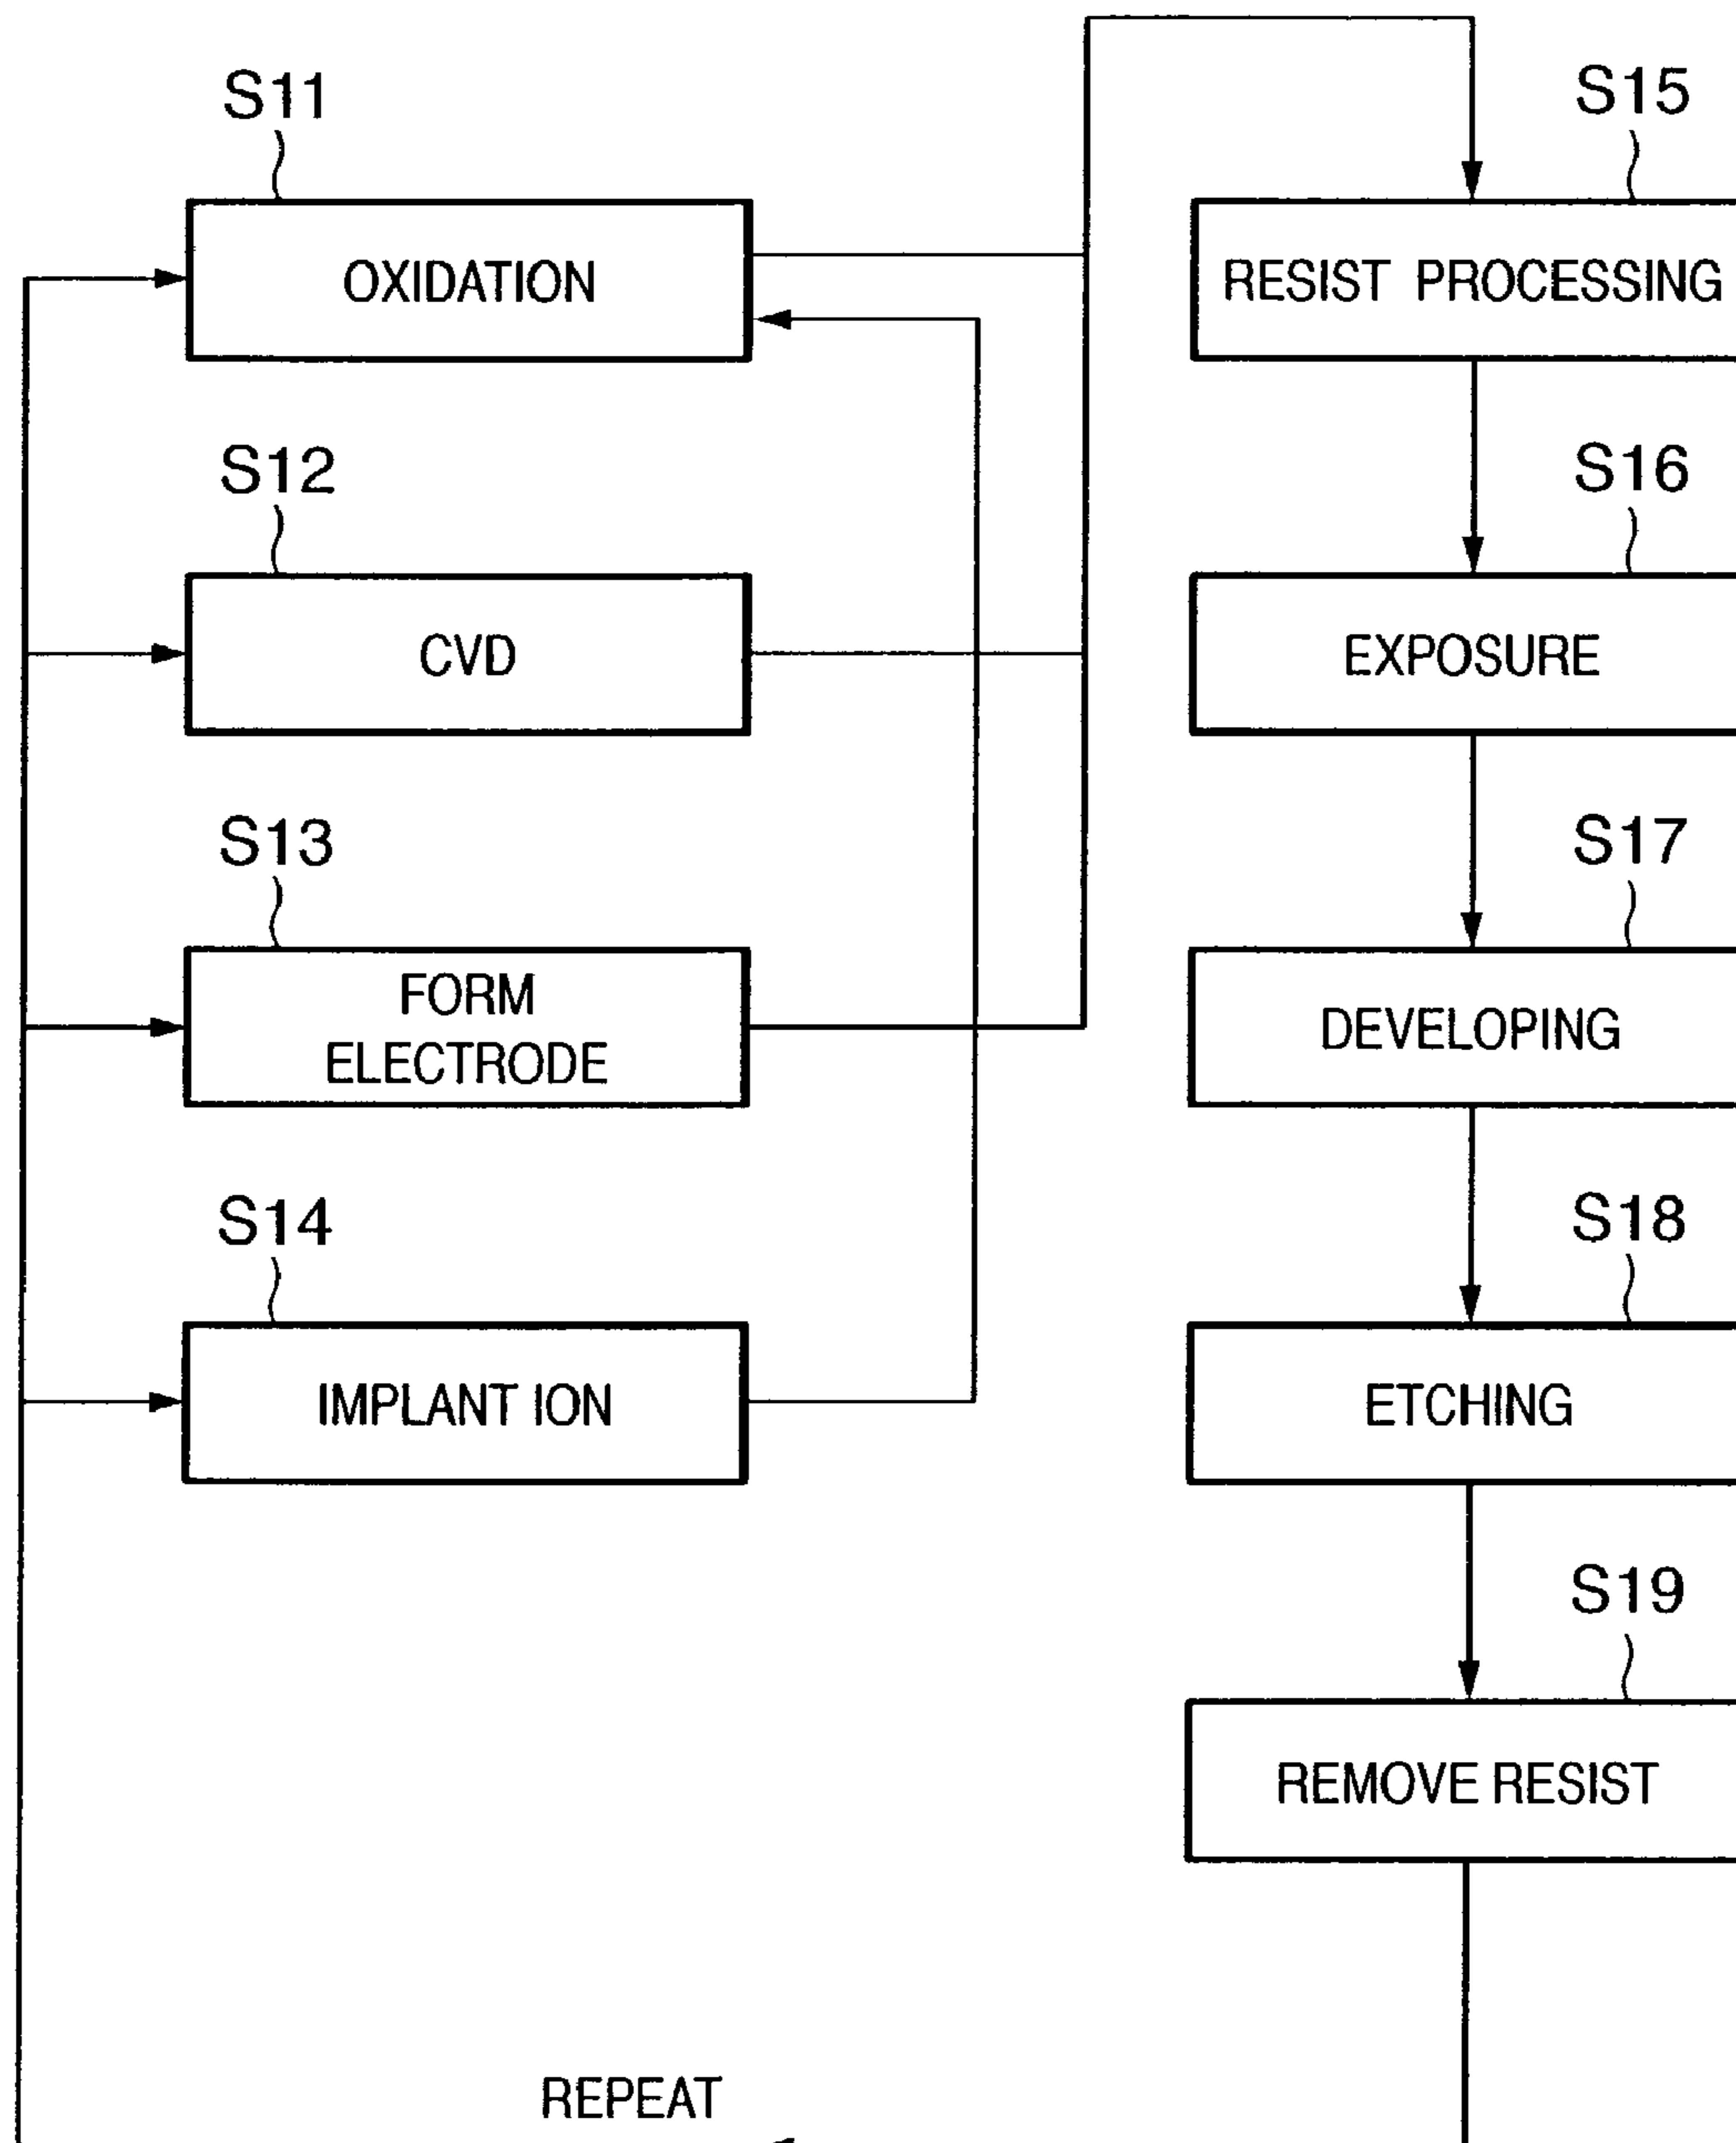 S11
OXIDATION
S12
CVD
S13
FORM
ELECTRODE
S14
IMPLANT ION
S15
RESIST PROCESSING
S16
EXPOSURE
S17
DEVELOPING
S18
ETCHING
S19
REMOVE RESIST
REPEAT